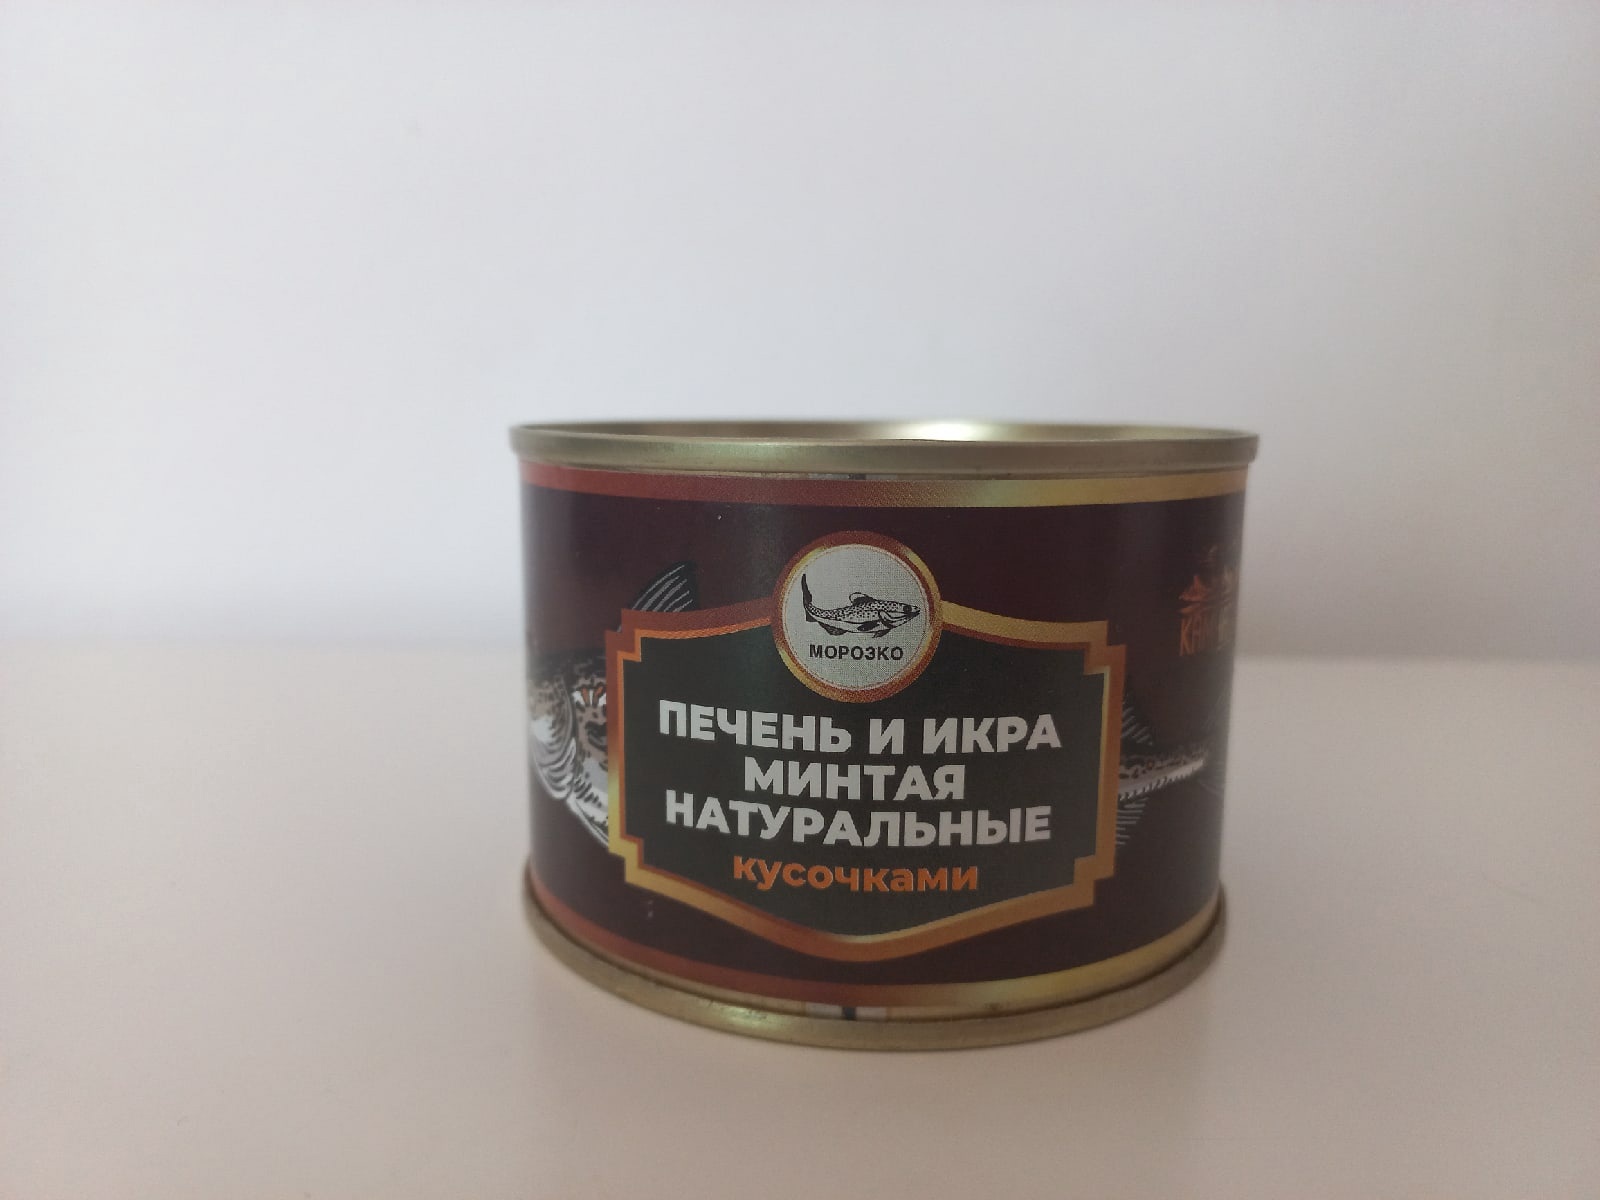 МОРОЗКО
ПЕЧЕНЬ И ИКРА
МИНТАЯ
НАТУРАЛЬНЫЕ
кусочками